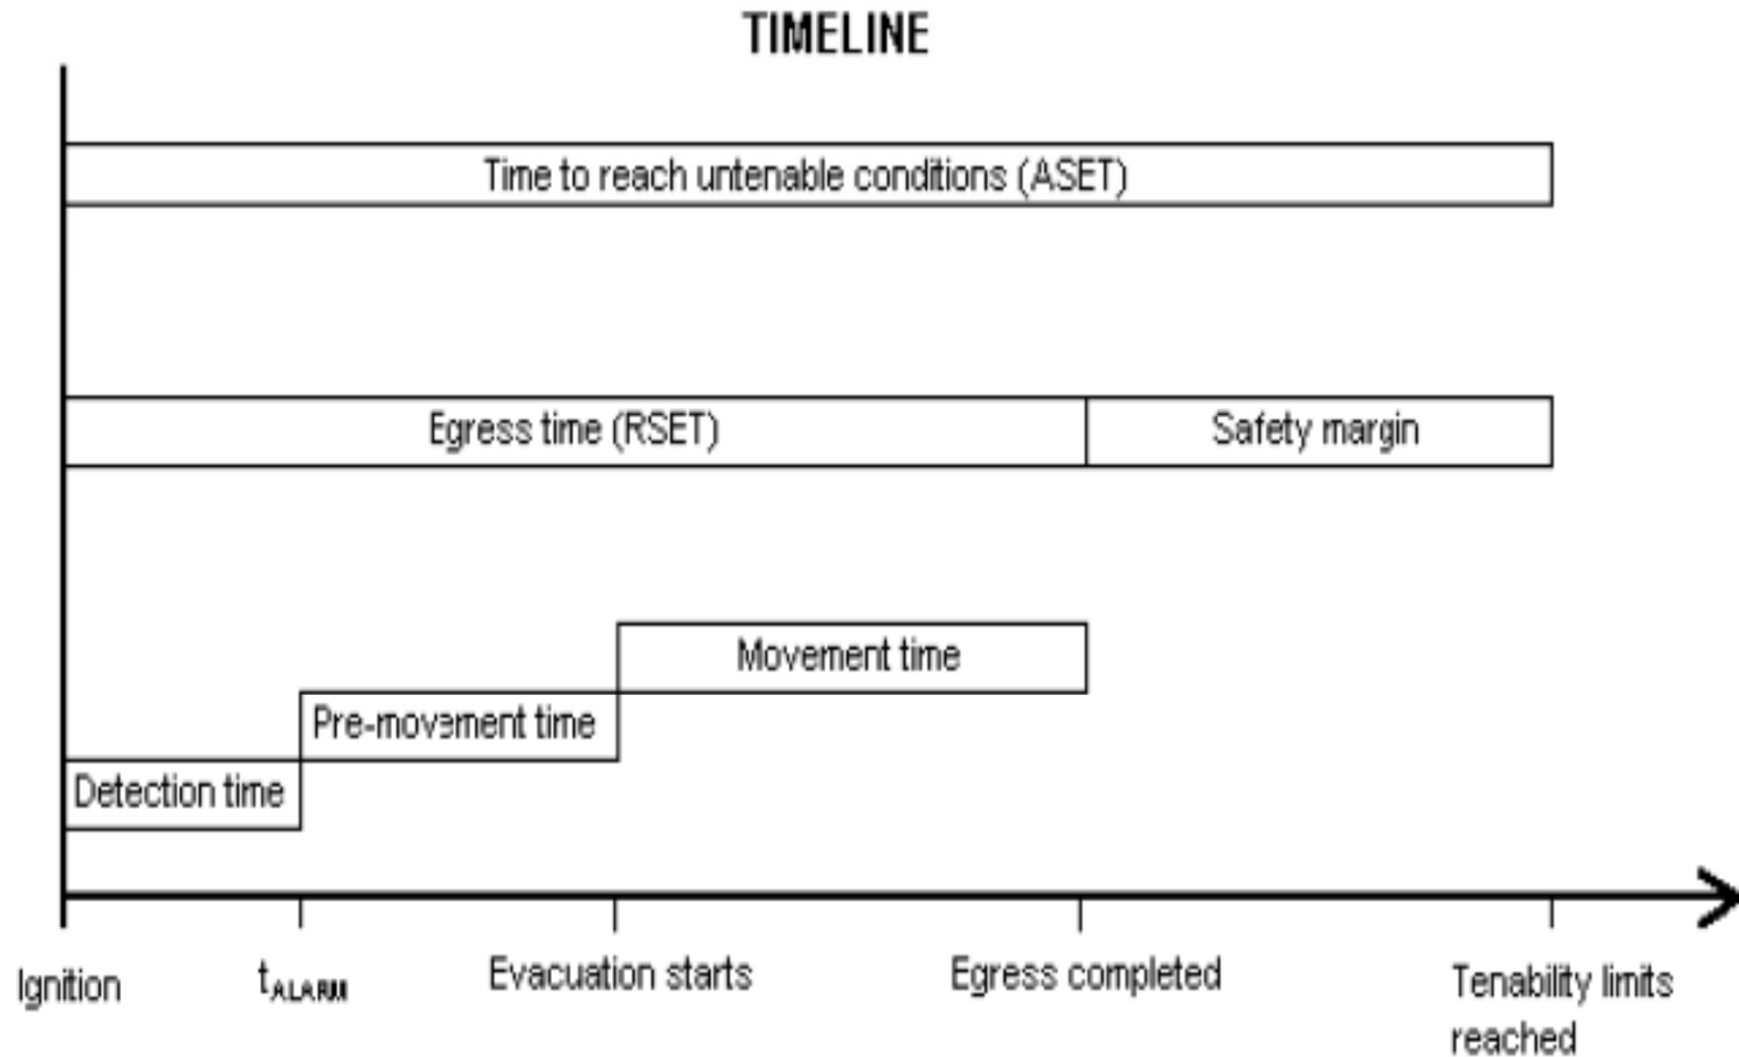 TIMELINE
Time to reach untenable conditions (ASET)
Egress time (RSET)
Safety margin
Movement time
Pre-movement time
Detection time
Ignition
tALARM
Evacuation starts
Egress completed
Tenability limits
reached